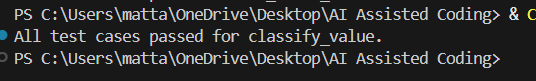 PS C:\Users\matta\OneDrive\Desktop\AI Assisted Coding> & C
All test cases passed for classify_value.
PS C:\Users\matta\OneDrive\Desktop\AI Assisted Coding>